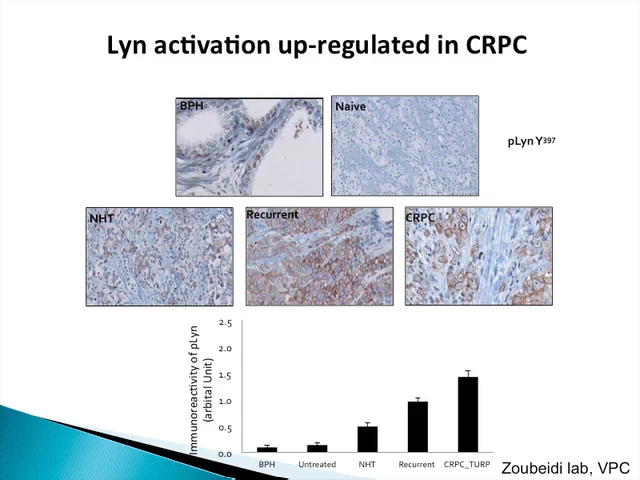 Lyn activation up-regulated in CRPC
BPH
Naive
pLyn Y397
NHT
Recurrent
CRPC
Immunoreactivity of pLyn
(arbital Unit)
2.5
2.0
1.5
1.0
0.5
0.0
BPH Untreated NHT Recurrent CRPC_TURP
Zoubeidi lab, VPC